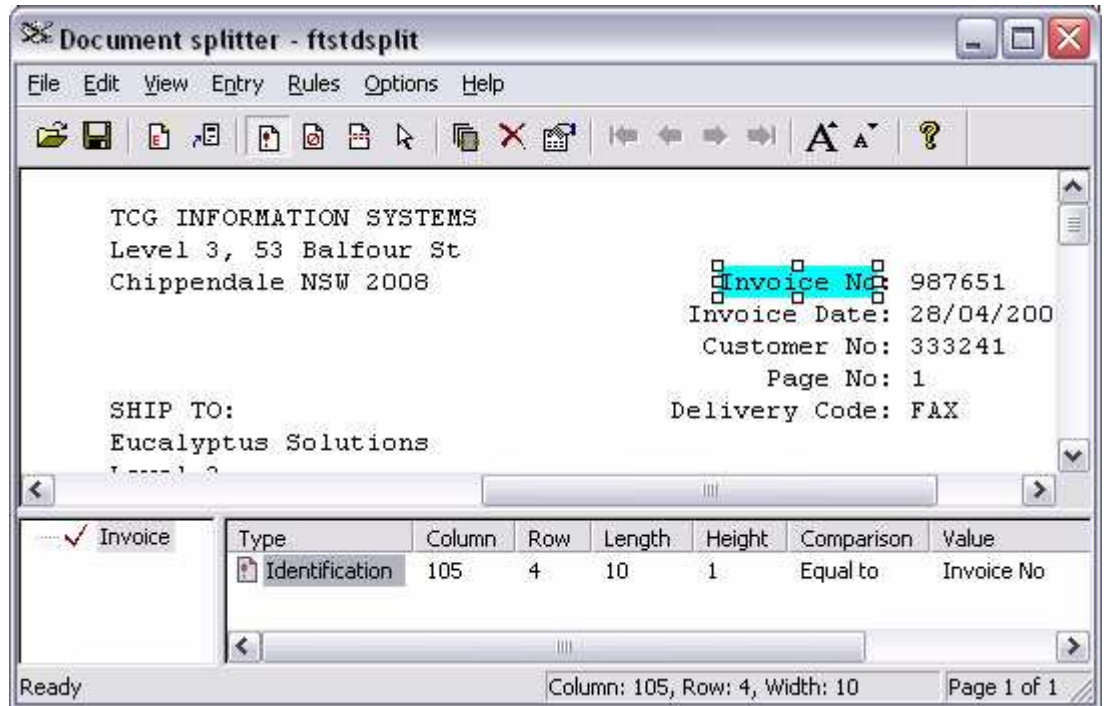 Document splitter - ftstdsplit
File Edit View Entry Rules Options Help
TCG INFORMATION SYSTEMS
Level 3, 53 Balfour St
Chippendale NSW 2008 Invoice No: 987651
Invoice Date: 28/04/200
Customer No: 333241
Page No: 1
SHIP TO: Delivery Code: FAX
Eucalyptus Solutions
Invoice
Type Column Row Length Height Comparison Value
Identification 105 4 10 1 Equal to Invoice No
Ready Column: 105, Row: 4, Width: 10 Page 1 of 1